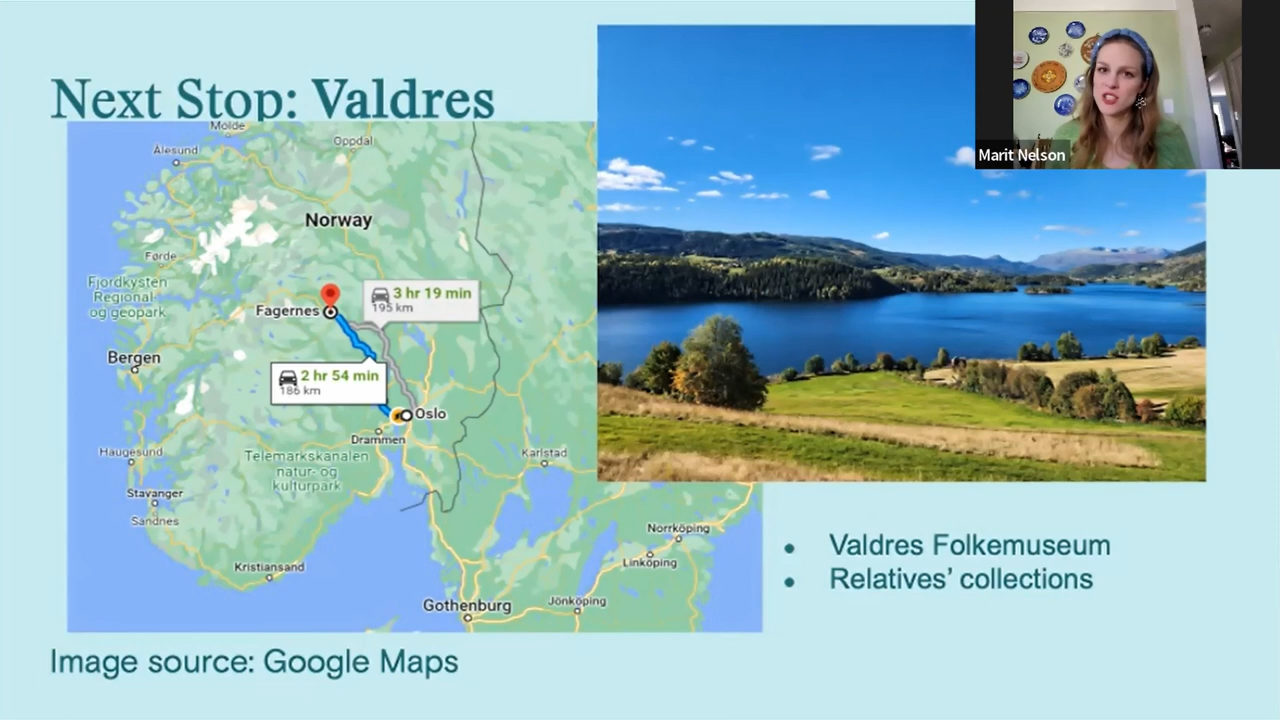 Next Stop: Valdres
Marit Nelson
Molde
Oppdal
Ålesund
Norway
Førde
Fjordkysten
Regional-
og geopark
3 hr 19 min
195 km
Fagernes
Bergen
2 hr 54 min
186 km
Oslo
Drammen
Haugesund
Telemarkskanalen
natur- og
kulturpark
Karlstad
Stavanger
Sandnes
Norrköping
Linköping
Kristiansand
Gothenburg
Jönköping
• Valdres Folkemuseum
• Relatives’ collections
Image source: Google Maps